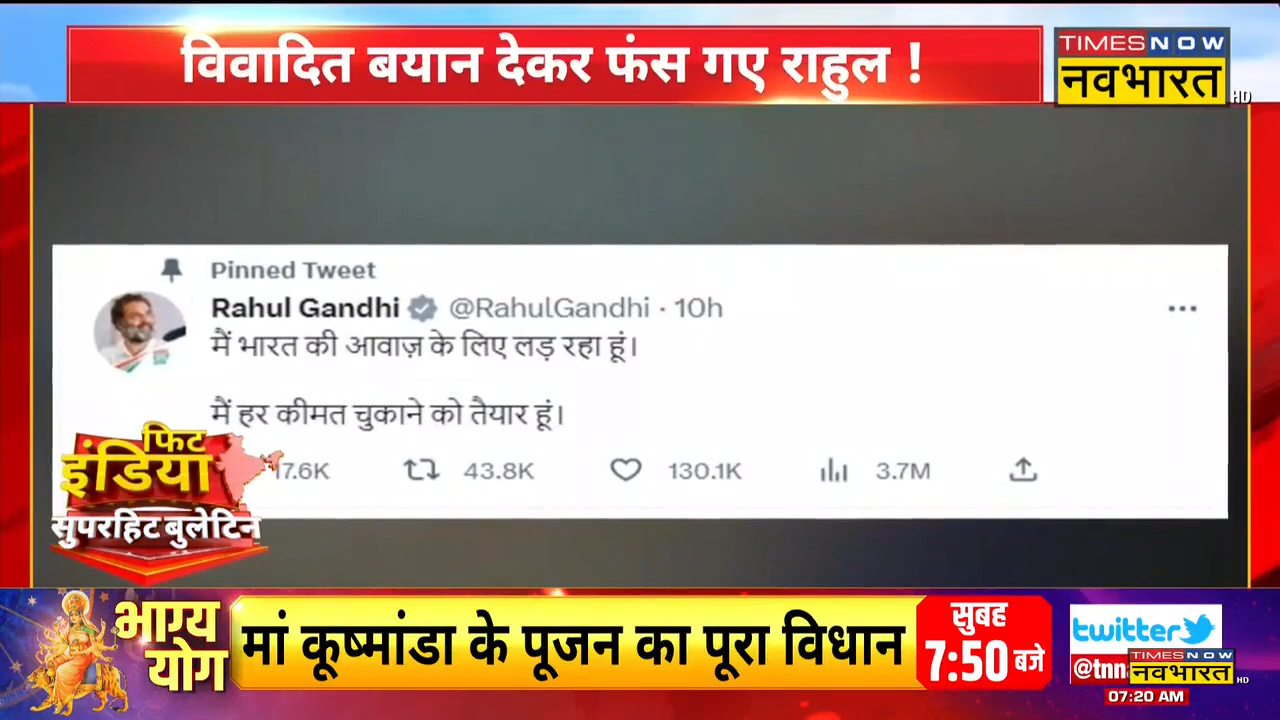 विवादित बयान देकर फंस गए राहुल !
TIMES NOW
नवभारत
HD
Pinned Tweet
Rahul Gandhi @RahulGandhi · 10h
मैं भारत की आवाज़ के लिए लड़ रहा हूं।
मैं हर कीमत चुकाने को तैयार हूं।
17.6K 43.8K 130.1K 3.7M
फिट
इंडिया
सुपरहिट बुलेटिन
भाग्य
योग
मां कूष्मांडा के पूजन का पूरा विधान
सुबह
7:50 बजे
twitter
TIMES NOW
नवभारत
HD
07:20 AM